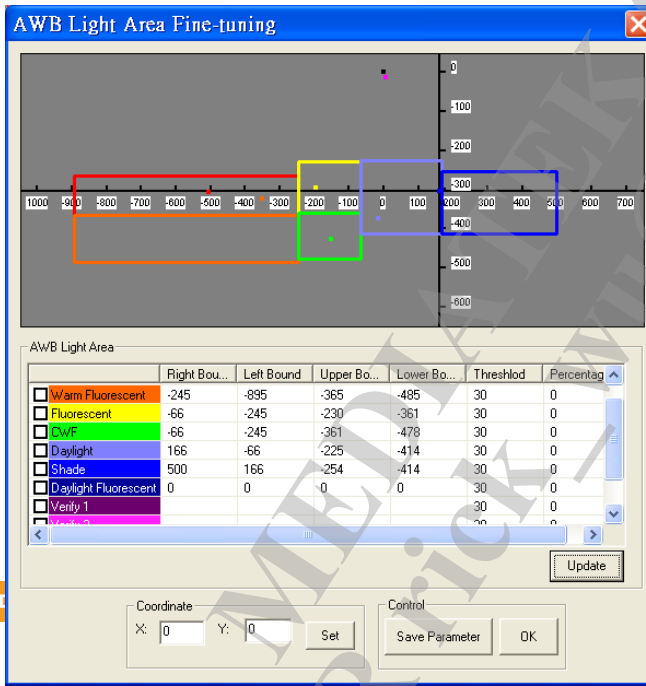 AWB Light Area Fine-tuning
0
-100
-200
-300
1000 -900 -800 -700 -600 -500 -400 -300 -200 -100 0 100 200 300 400 500 600 700
-400
-500
-600
AWB Light Area
Right Bou... Left Bound Upper Bo... Lower Bo... Threshlod Percentag
Warm Fluorescent -245 -895 -365 -485 30 0
Fluorescent -66 -245 -230 -361 30 0
CWF -66 -245 -361 -478 30 0
Daylight 166 -66 -225 -414 30 0
Shade 500 166 -254 -414 30 0
Daylight Fluorescent 0 0 0 0 30 0
Verify 1 30 0
Verify 2 30 0
Update
Coordinate
X: 0 Y: 0 Set
Control
Save Parameter OK
MEDIATEK